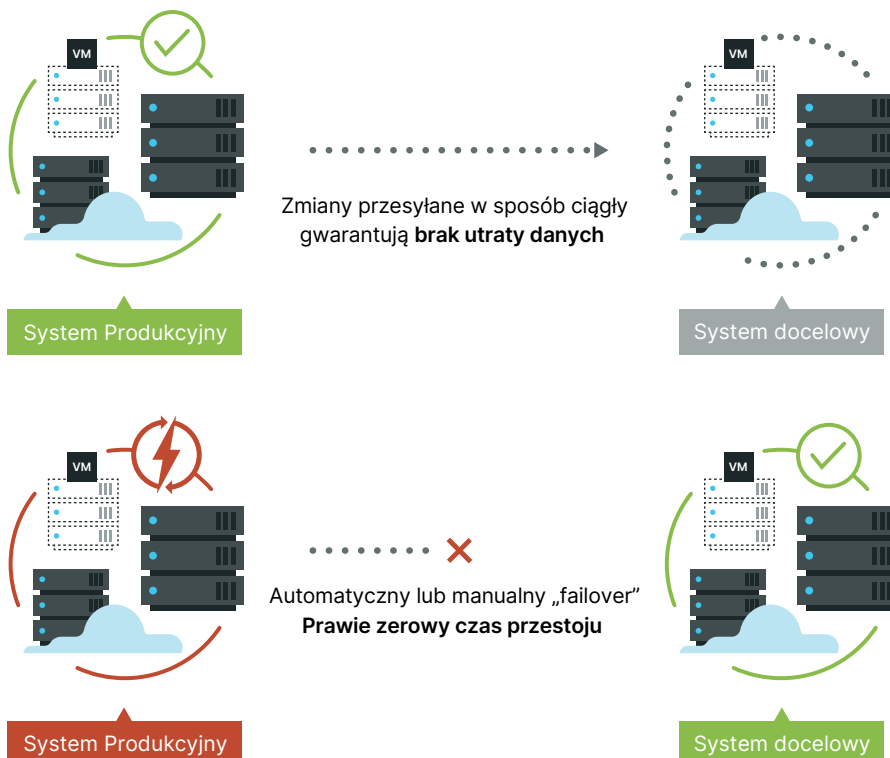 VM
VM
Zmiany przesyłane w sposób ciągły
gwarantują brak utraty danych
System Produkcyjny
System docelowy
VM
VM
Automatyczny lub manualny „failover”
Prawie zerowy czas przestoju
System Produkcyjny
System docelowy